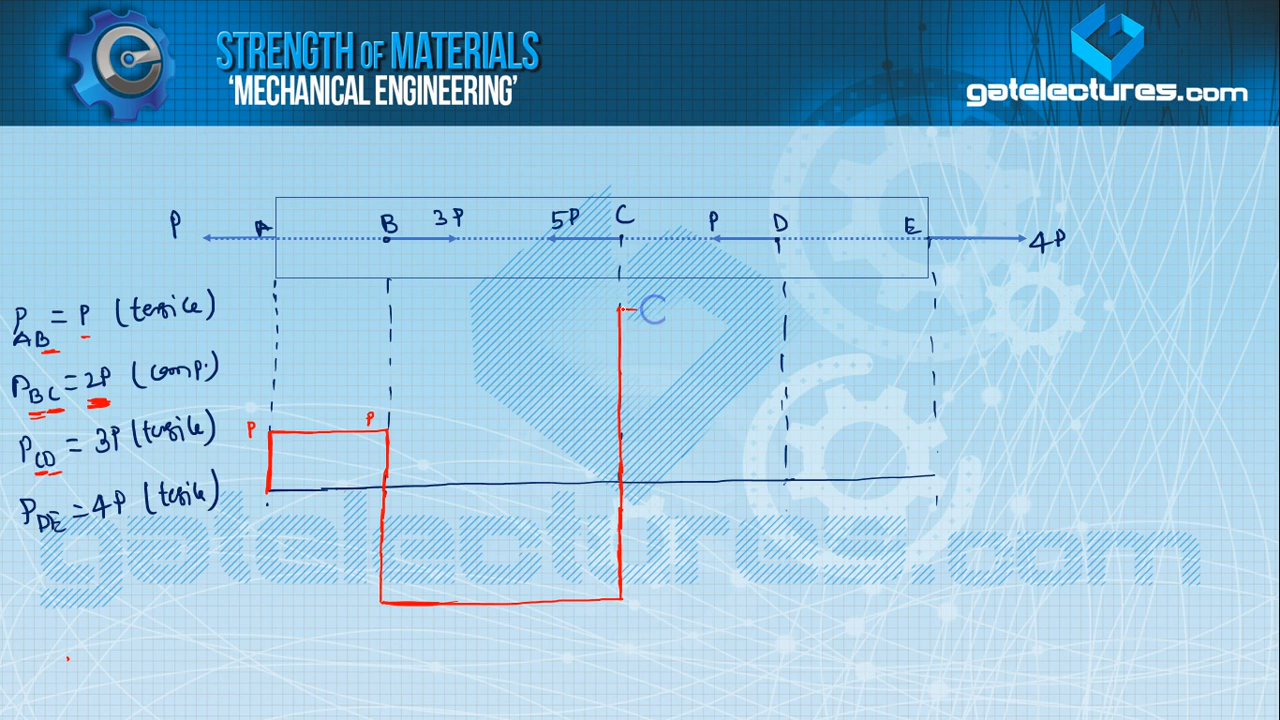 STRENGTH OF MATERIALS
'MECHANICAL ENGINEERING'
gatelectures.com
P A B 3P 5P C P D E 4P
P_AB = P (tensile)
P_BC = 2P (comp.)
P_CD = 3P (tensile)
P_DE = 4P (tensile)
P P
gatelectures.com